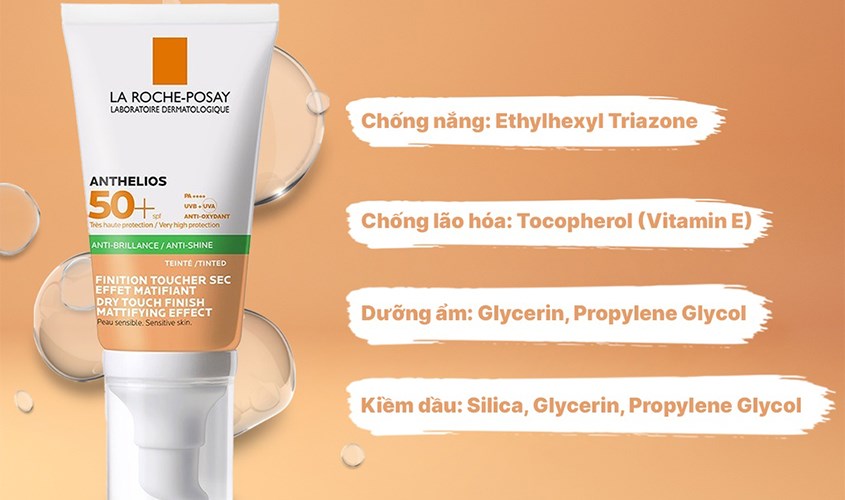 LA ROCHE-POSAY
LABORATOIRE DERMATOLOGIQUE
ANTHELIOS
50+ spf
PA ++++
UVB + UVA
ANTI-OXYDANT
Très haute protection / Very high protection
ANTI-BRILLANCE / ANTI-SHINE
TEINTÉ / TINTED
FINITION TOUCHER SEC
EFFET MATIFIANT
DRY TOUCH FINISH
MATTIFYING EFFECT
Peau sensible. Sensitive skin.
Chống nắng: Ethylhexyl Triazone
Chống lão hóa: Tocopherol (Vitamin E)
Dưỡng ẩm: Glycerin, Propylene Glycol
Kiềm dầu: Silica, Glycerin, Propylene Glycol